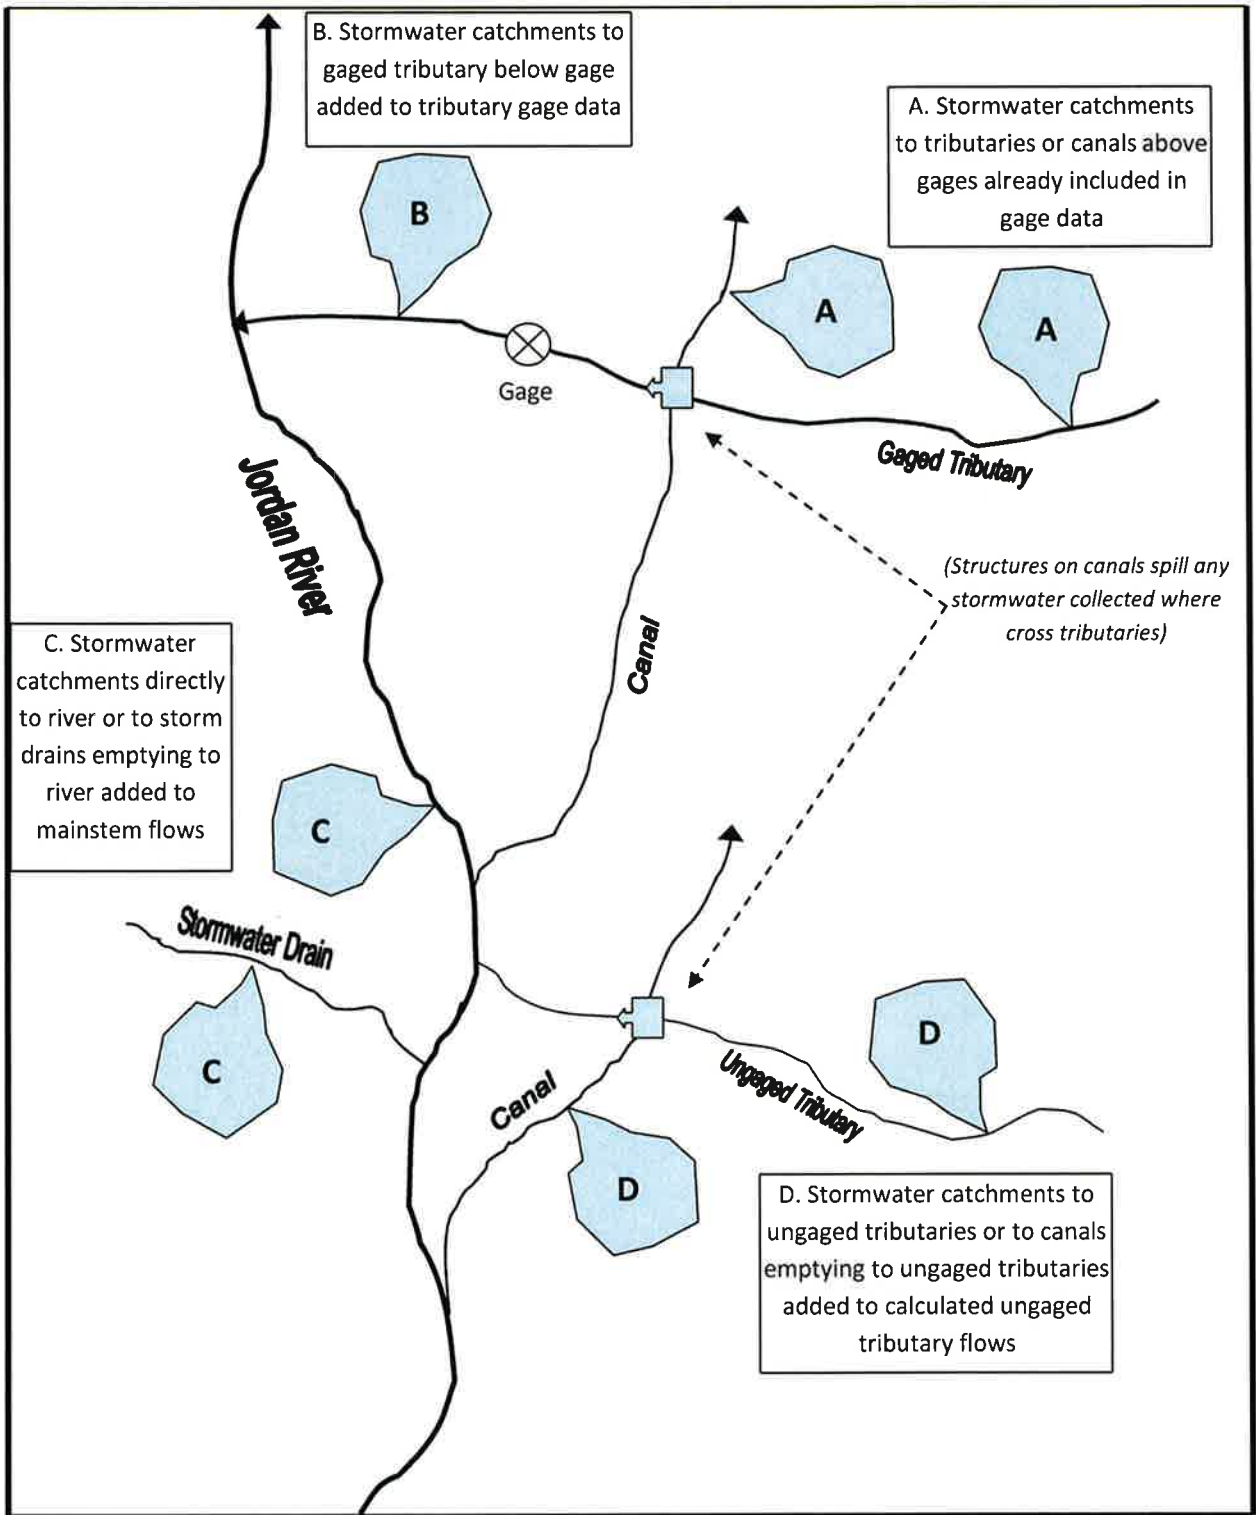 B. Stormwater catchments to
gaged tributary below gage
added to tributary gage data
A. Stormwater catchments
to tributaries or canals above
gages already included in
gage data
B
A
A
Gage
Gaged Tributary
Jordan River
(Structures on canals spill any
stormwater collected where
cross tributaries)
Canal
C. Stormwater
catchments directly
to river or to storm
drains emptying to
river added to
mainstem flows
C
Stormwater Drain
C
D
Ungaged Tributary
Canal
D
D. Stormwater catchments to
ungaged tributaries or to canals
emptying to ungaged tributaries
added to calculated ungaged
tributary flows